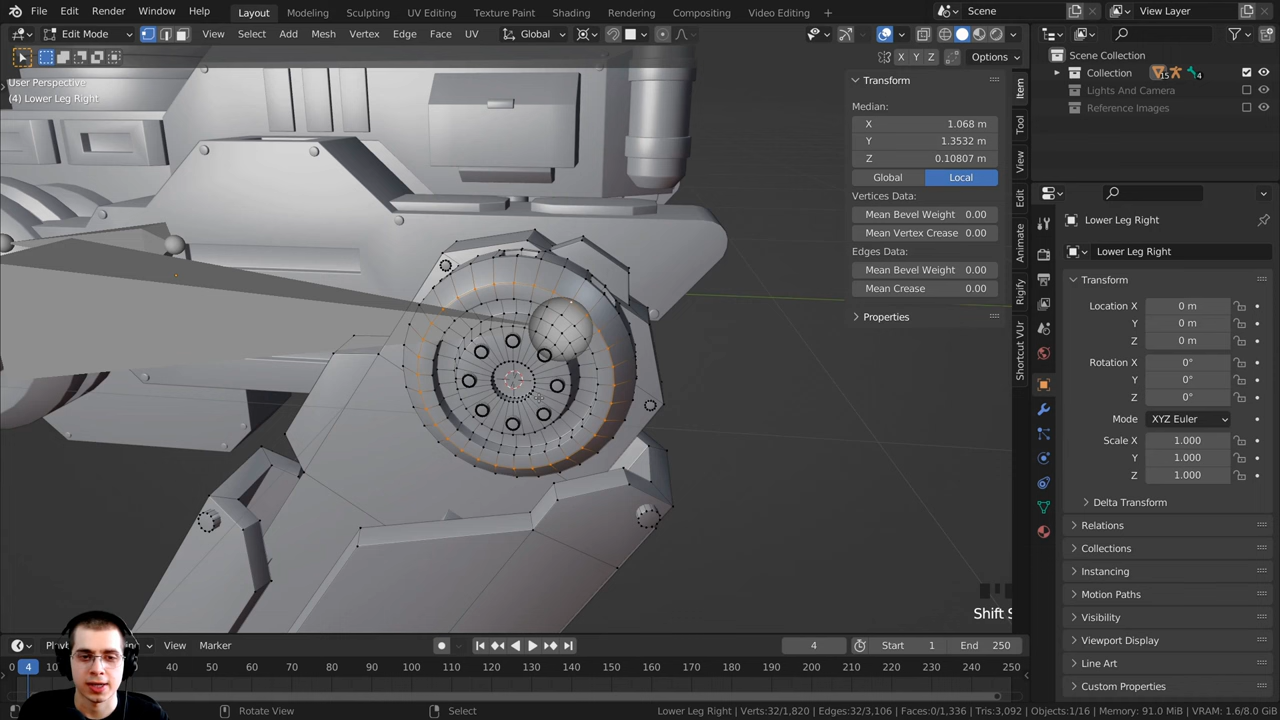 File Edit Render Window Help Layout Modeling Sculpting UV Editing Texture Paint Shading Rendering Compositing Video Editing + Scene View Layer
Edit Mode View Select Add Mesh Vertex Edge Face UV Global
X Y Z Options
User Perspective
(4) Lower Leg Right
Transform
Median:
X 1.068 m
Y 1.3532 m
Z 0.10807 m
Global Local
Vertices Data:
Mean Bevel Weight 0.00
Mean Vertex Crease 0.00
Edges Data:
Mean Bevel Weight 0.00
Mean Crease 0.00
Properties
Item
Tool
View
Edit
Animate
Rigify
Shortcut VUr
Scene Collection
Collection 15 4
Lights And Camera
Reference Images
Lower Leg Right
Lower Leg Right
Transform
Location X 0 m
Y 0 m
Z 0 m
Rotation X 0°
Y 0°
Z 0°
Mode XYZ Euler
Scale X 1.000
Y 1.000
Z 1.000
Delta Transform
Relations
Collections
Instancing
Motion Paths
Visibility
Viewport Display
Line Art
Custom Properties
Shift S
View Marker 4 Start 1 End 250
0 4 20 40 60 80 100 120 140 160 180 200 210 220 230 240 250
Rotate View Select Lower Leg Right | Verts:32/1,820 | Edges:32/3,106 | Faces:0/1,336 | Tris:3,092 | Objects:1/16 | Memory: 91.0 MiB | VRAM: 1.6/8.0 GiB